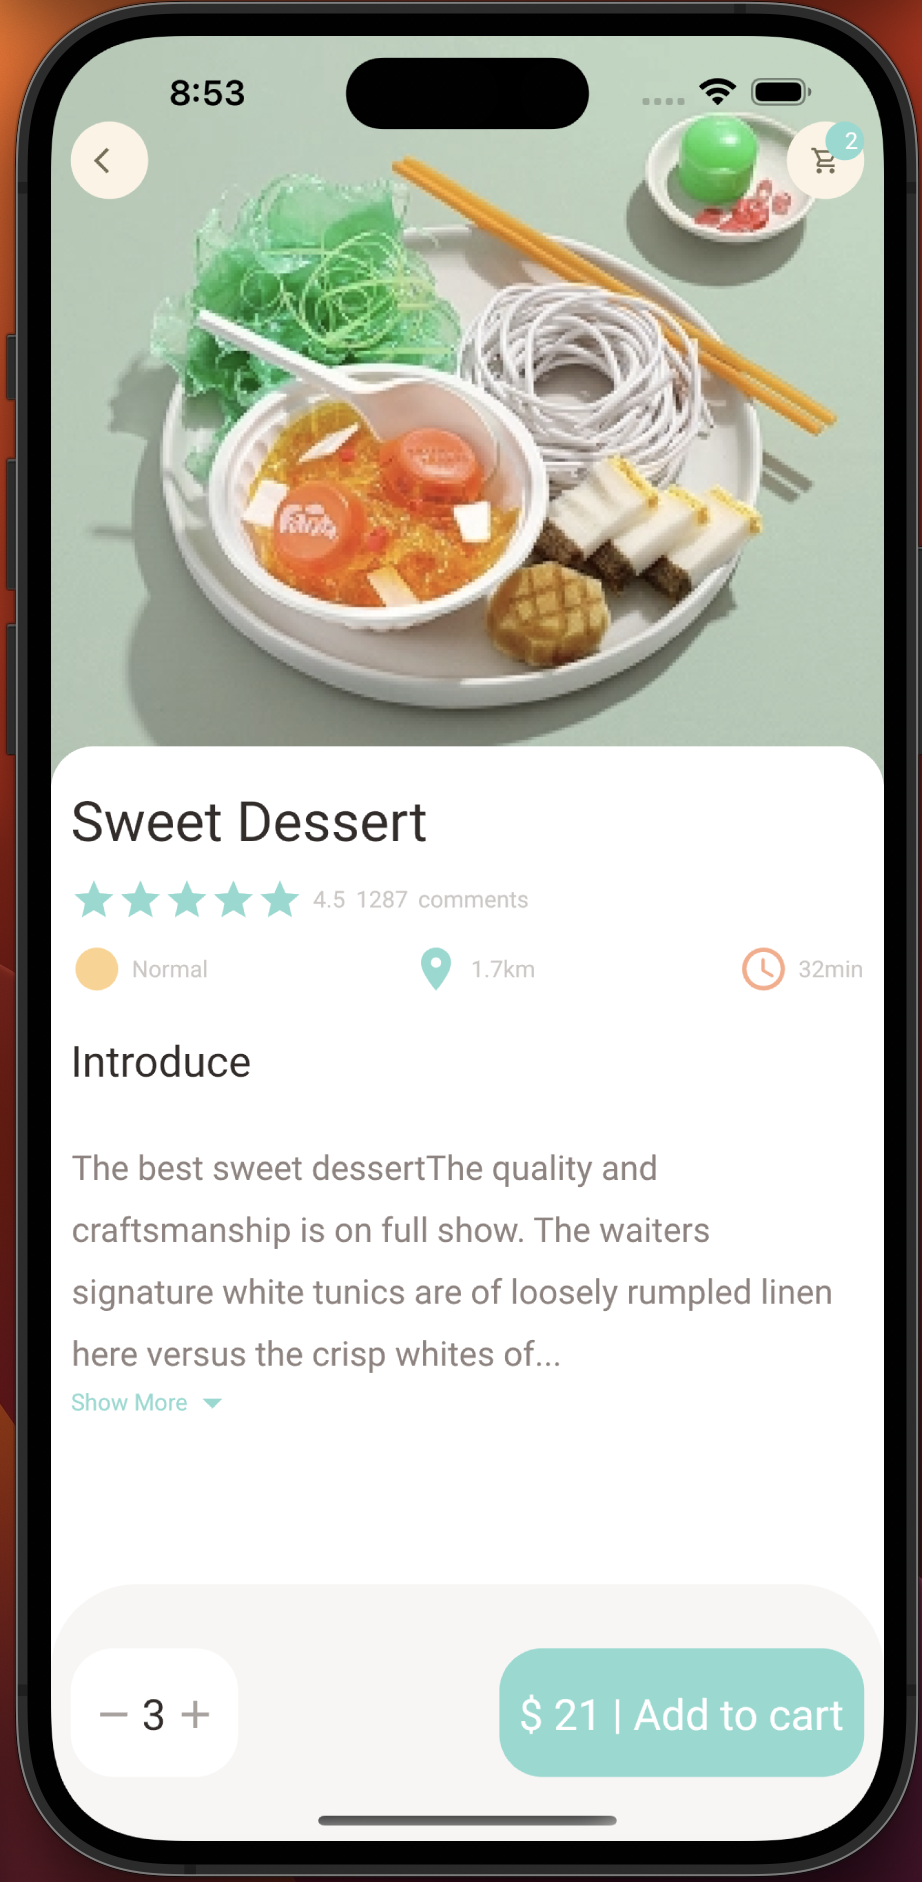 8:53
2
Fanta
Sweet Dessert
4.5 1287 comments
Normal 1.7km 32min
Introduce
The best sweet dessertThe quality and
craftsmanship is on full show. The waiters
signature white tunics are of loosely rumpled linen
here versus the crisp whites of...
Show More
3
$ 21 | Add to cart